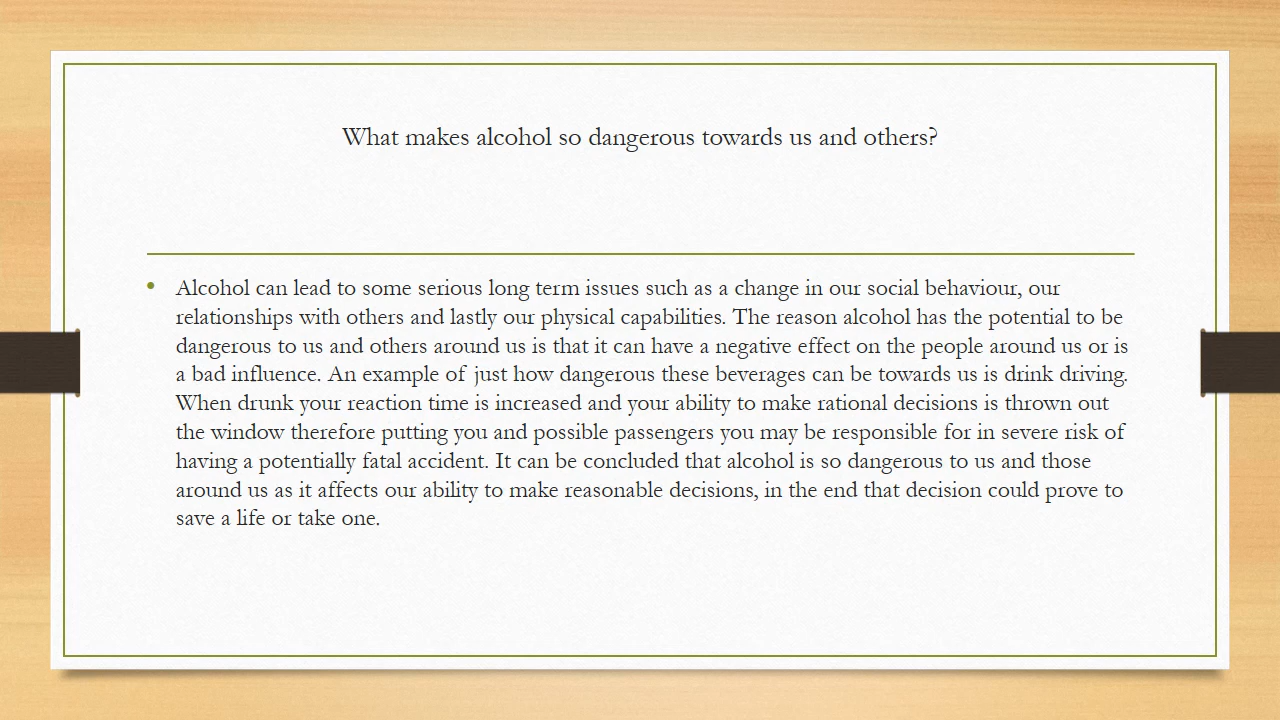 What makes alcohol so dangerous towards us and others?
• Alcohol can lead to some serious long term issues such as a change in our social behaviour, our
relationships with others and lastly our physical capabilities. The reason alcohol has the potential to be
dangerous to us and others around us is that it can have a negative effect on the people around us or is
a bad influence. An example of just how dangerous these beverages can be towards us is drink driving.
When drunk your reaction time is increased and your ability to make rational decisions is thrown out
the window therefore putting you and possible passengers you may be responsible for in severe risk of
having a potentially fatal accident. It can be concluded that alcohol is so dangerous to us and those
around us as it affects our ability to make reasonable decisions, in the end that decision could prove to
save a life or take one.